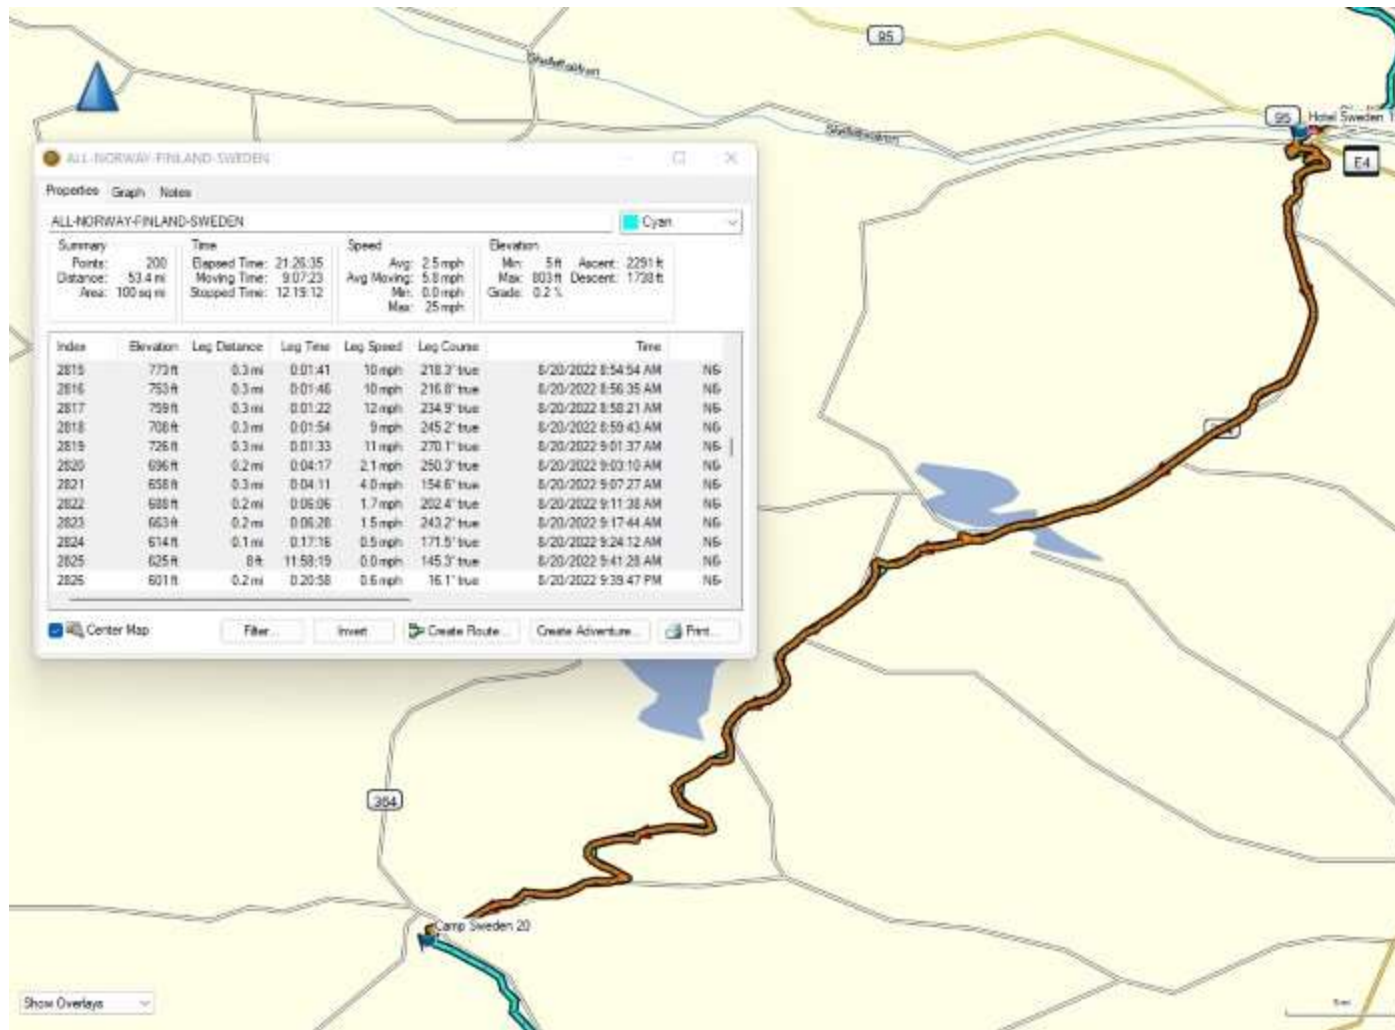 95
Skellefteälven
95
Hotel Sweden 1
E4
ALL-NORWAY-FINLAND-SWEDEN
Properties Graph Notes
ALL-NORWAY-FINLAND-SWEDEN Cyan
Summary Time Speed Elevation
Points: 200 Elapsed Time: 21:26:35 Avg: 2.5 mph Min: 5 ft Ascent: 2291 ft
Distance: 53.4 mi Moving Time: 9:07:23 Avg Moving: 5.8 mph Max: 803 ft Descent: 1738 ft
Area: 100 sq mi Stopped Time: 12:19:12 Min: 0.0 mph Grade: 0.2 %
Max: 25 mph
Index Elevation Leg Distance Leg Time Leg Speed Leg Course Time
2815 773 ft 0.3 mi 0:01:41 10 mph 218.3° true 8/20/2022 8:54:54 AM N6
2816 753 ft 0.3 mi 0:01:46 10 mph 216.8° true 8/20/2022 8:56:35 AM N6
2817 759 ft 0.3 mi 0:01:22 12 mph 234.9° true 8/20/2022 8:58:21 AM N6
2818 708 ft 0.3 mi 0:01:54 9 mph 245.2° true 8/20/2022 8:59:43 AM N6
2819 726 ft 0.3 mi 0:01:33 11 mph 270.1° true 8/20/2022 9:01:37 AM N6
2820 696 ft 0.2 mi 0:04:17 2.1 mph 250.3° true 8/20/2022 9:03:10 AM N6
2821 658 ft 0.3 mi 0:04:11 4.0 mph 154.6° true 8/20/2022 9:07:27 AM N6
2822 688 ft 0.2 mi 0:06:06 1.7 mph 202.4° true 8/20/2022 9:11:38 AM N6
2823 663 ft 0.2 mi 0:06:28 1.5 mph 243.2° true 8/20/2022 9:17:44 AM N6
2824 614 ft 0.1 mi 0:17:16 0.5 mph 171.5° true 8/20/2022 9:24:12 AM N6
2825 625 ft 8 ft 11:58:19 0.0 mph 145.3° true 8/20/2022 9:41:28 AM N6
2826 601 ft 0.2 mi 0:20:58 0.6 mph 16.1° true 8/20/2022 9:39:47 PM N6
Center Map Filter... Invert Create Route... Create Adventure... Print...
364
Camp Sweden 20
Show Overlays